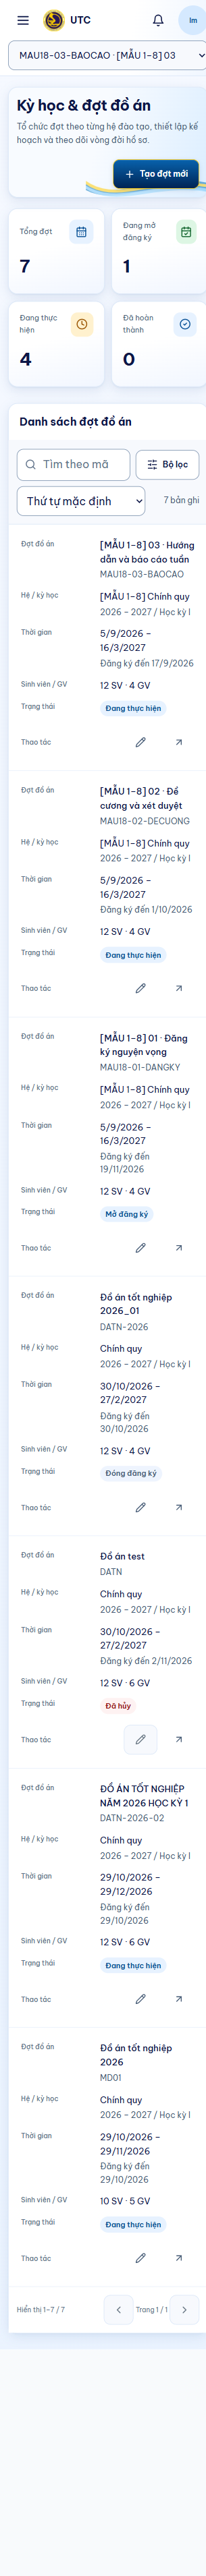 UTC
Im
MAU18-03-BAOCAO · [MẪU 1–8] 03
Kỳ học & đợt đồ án
Tổ chức đợt theo từng hệ đào tạo, thiết lập kế
hoạch và theo dõi vòng đời hồ sơ.
Tạo đợt mới
Tổng đợt
7
Đang mở
đăng ký
1
Đang thực
hiện
4
Đã hoàn
thành
0
Danh sách đợt đồ án
Tìm theo mã
Bộ lọc
Thứ tự mặc định
7 bản ghi
Đợt đồ án
[MẪU 1–8] 03 · Hướng
dẫn và báo cáo tuần
MAU18-03-BAOCAO
Hệ / kỳ học
[MẪU 1–8] Chính quy
2026 – 2027 / Học kỳ I
Thời gian
5/9/2026 –
16/3/2027
Đăng ký đến 17/9/2026
Sinh viên / GV
12 SV · 4 GV
Trạng thái
Đang thực hiện
Thao tác
Đợt đồ án
[MẪU 1–8] 02 · Đề
cương và xét duyệt
MAU18-02-DECUONG
Hệ / kỳ học
[MẪU 1–8] Chính quy
2026 – 2027 / Học kỳ I
Thời gian
5/9/2026 –
16/3/2027
Đăng ký đến 1/10/2026
Sinh viên / GV
12 SV · 4 GV
Trạng thái
Đang thực hiện
Thao tác
Đợt đồ án
[MẪU 1–8] 01 · Đăng
ký nguyện vọng
MAU18-01-DANGKY
Hệ / kỳ học
[MẪU 1–8] Chính quy
2026 – 2027 / Học kỳ I
Thời gian
5/9/2026 –
16/3/2027
Đăng ký đến
19/11/2026
Sinh viên / GV
12 SV · 4 GV
Trạng thái
Mở đăng ký
Thao tác
Đợt đồ án
Đồ án tốt nghiệp
2026_01
DATN-2026
Hệ / kỳ học
Chính quy
2026 – 2027 / Học kỳ I
Thời gian
30/10/2026 –
27/2/2027
Đăng ký đến
30/10/2026
Sinh viên / GV
12 SV · 4 GV
Trạng thái
Đóng đăng ký
Thao tác
Đợt đồ án
Đồ án test
DATN
Hệ / kỳ học
Chính quy
2026 – 2027 / Học kỳ I
Thời gian
30/10/2026 –
27/2/2027
Đăng ký đến 2/11/2026
Sinh viên / GV
12 SV · 6 GV
Trạng thái
Đã hủy
Thao tác
Đợt đồ án
ĐỒ ÁN TỐT NGHIỆP
NĂM 2026 HỌC KỲ 1
DATN-2026-02
Hệ / kỳ học
Chính quy
2026 – 2027 / Học kỳ I
Thời gian
29/10/2026 –
29/12/2026
Đăng ký đến
29/10/2026
Sinh viên / GV
12 SV · 6 GV
Trạng thái
Đang thực hiện
Thao tác
Đợt đồ án
Đồ án tốt nghiệp
2026
MD01
Hệ / kỳ học
Chính quy
2026 – 2027 / Học kỳ I
Thời gian
29/10/2026 –
29/11/2026
Đăng ký đến
29/10/2026
Sinh viên / GV
10 SV · 5 GV
Trạng thái
Đang thực hiện
Thao tác
Hiển thị 1–7 / 7
Trang 1 / 1